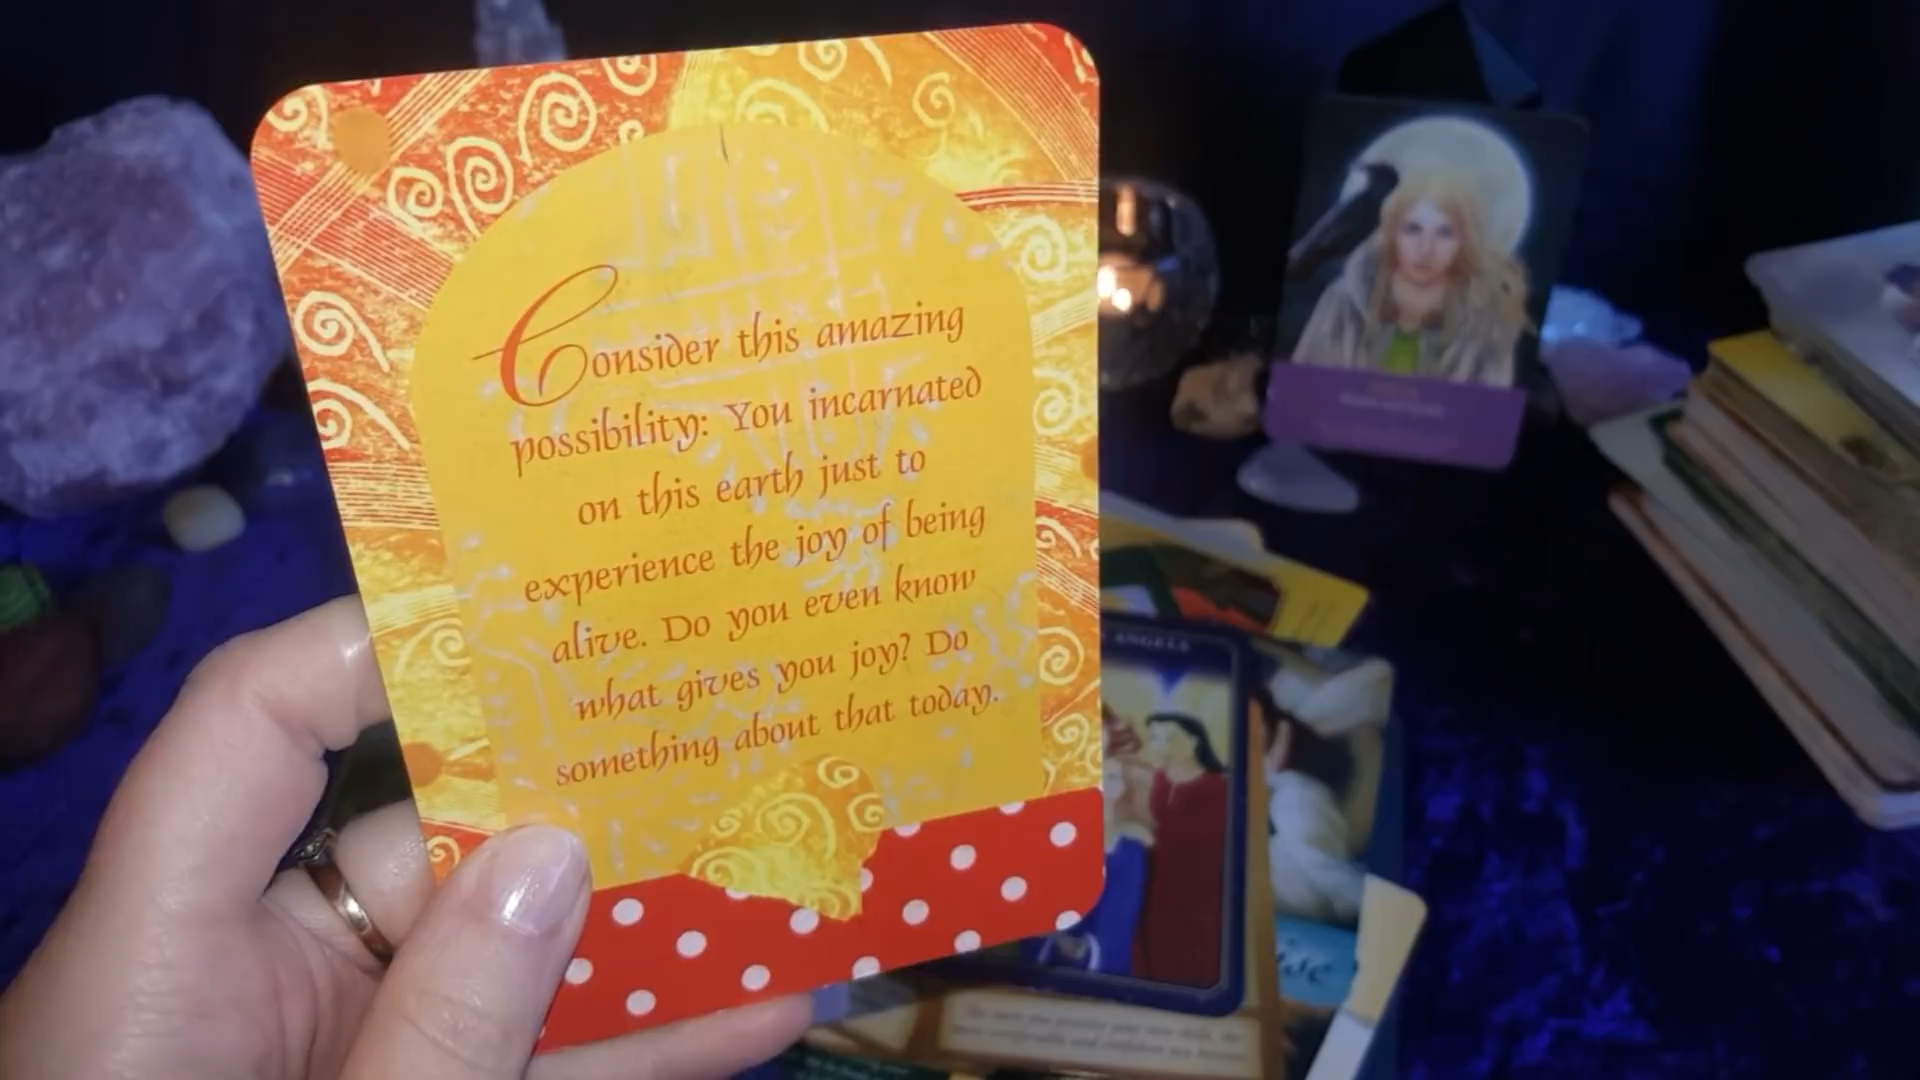 Consider this amazing
possibility: You incarnated
on this earth just to
experience the joy of being
alive. Do you even know
what gives you joy? Do
something about that today.
ANGELS